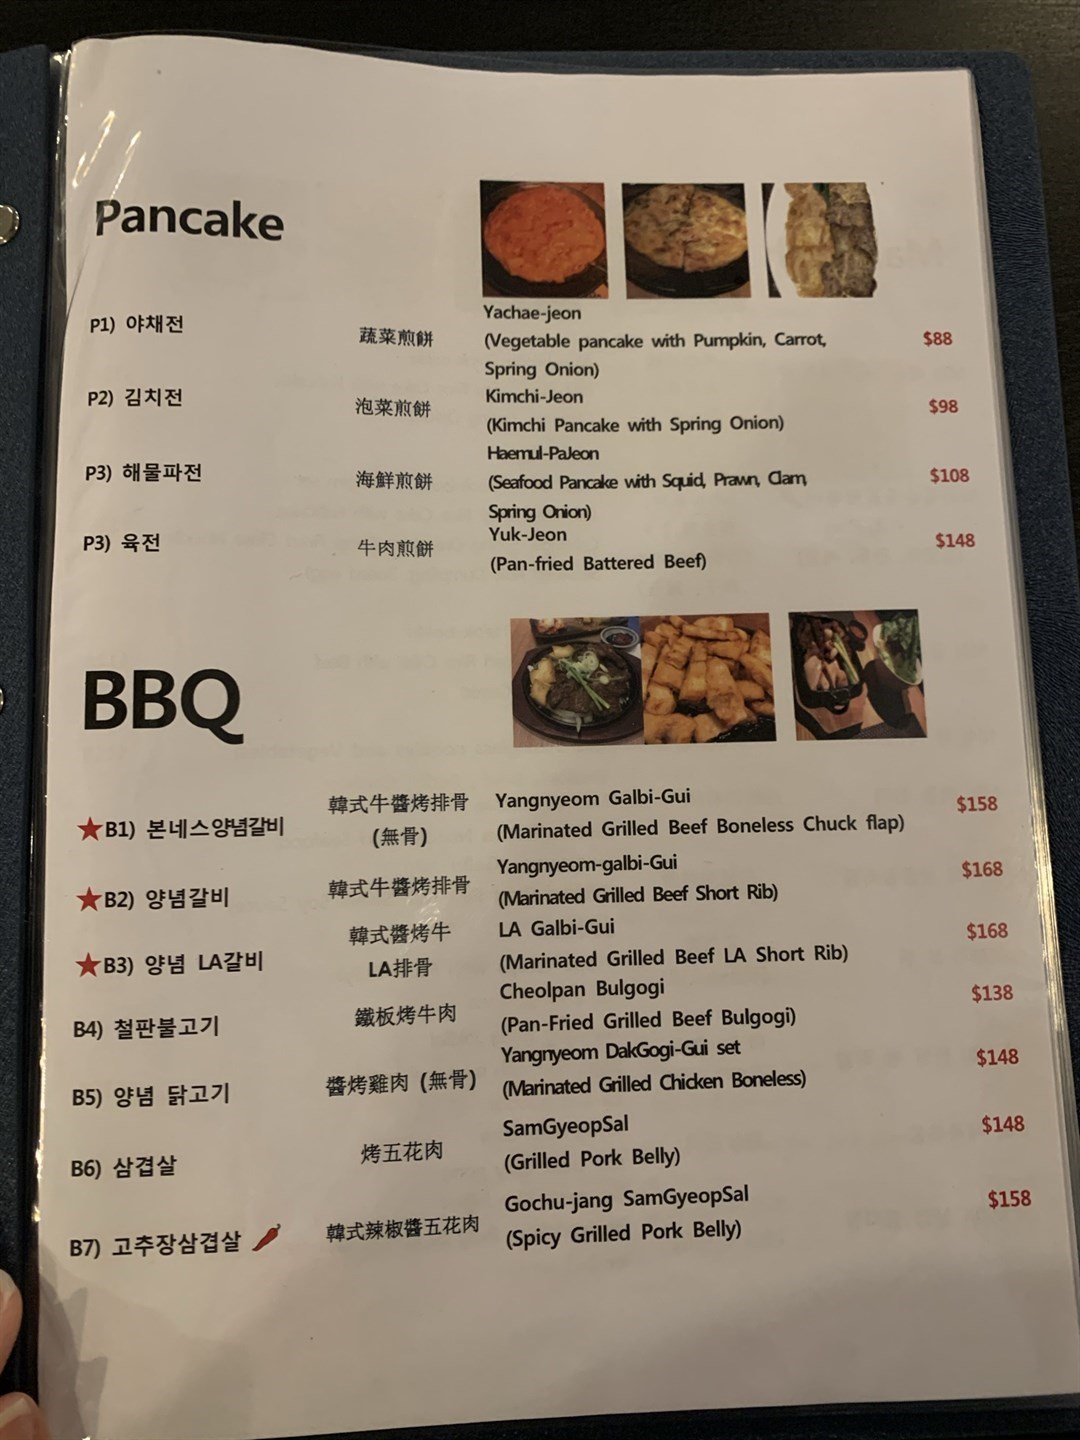 Pancake
P1) 야채전 蔬菜煎餅 Yachae-jeon
(Vegetable pancake with Pumpkin, Carrot, $88
Spring Onion)
P2) 김치전 泡菜煎餅 Kimchi-Jeon
(Kimchi Pancake with Spring Onion) $98
P3) 해물파전 海鮮煎餅 Haemul-PaJeon
(Seafood Pancake with Squid, Prawn, Clam, $108
Spring Onion)
P3) 육전 牛肉煎餅 Yuk-Jeon $148
(Pan-fried Battered Beef)
BBQ
★B1) 본네스양념갈비 韓式牛醬烤排骨 Yangnyeom Galbi-Gui $158
(無骨) (Marinated Grilled Beef Boneless Chuck flap)
★B2) 양념갈비 韓式牛醬烤排骨 Yangnyeom-galbi-Gui $168
(Marinated Grilled Beef Short Rib)
★B3) 양념 LA갈비 韓式醬烤牛 LA Galbi-Gui $168
LA排骨 (Marinated Grilled Beef LA Short Rib)
B4) 철판불고기 鐵板烤牛肉 Cheolpan Bulgogi $138
(Pan-Fried Grilled Beef Bulgogi)
B5) 양념 닭고기 醬烤雞肉 (無骨) Yangnyeom DakGogi-Gui set $148
(Marinated Grilled Chicken Boneless)
B6) 삼겹살 烤五花肉 SamGyeopSal $148
(Grilled Pork Belly)
B7) 고추장삼겹살 韓式辣椒醬五花肉 Gochu-jang SamGyeopSal $158
(Spicy Grilled Pork Belly)